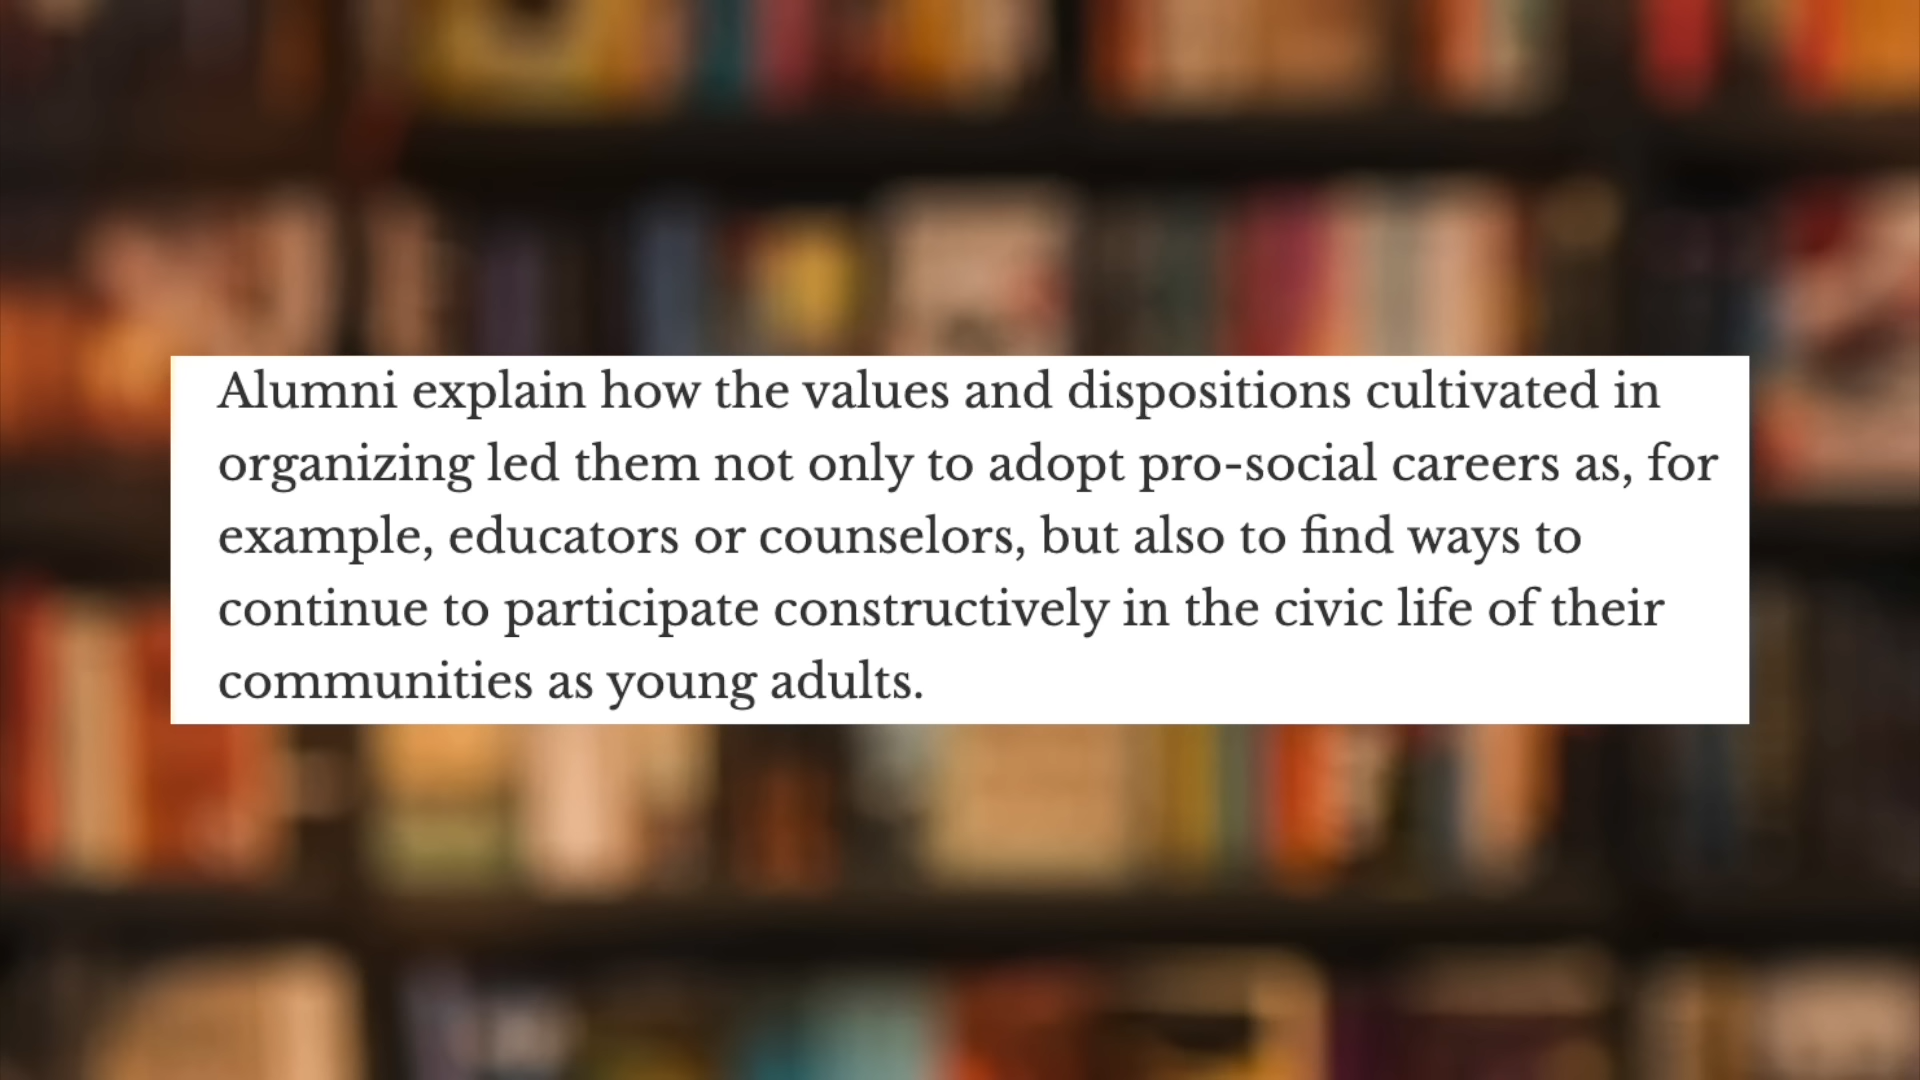 Alumni explain how the values and dispositions cultivated in
organizing led them not only to adopt pro-social careers as, for
example, educators or counselors, but also to find ways to
continue to participate constructively in the civic life of their
communities as young adults.